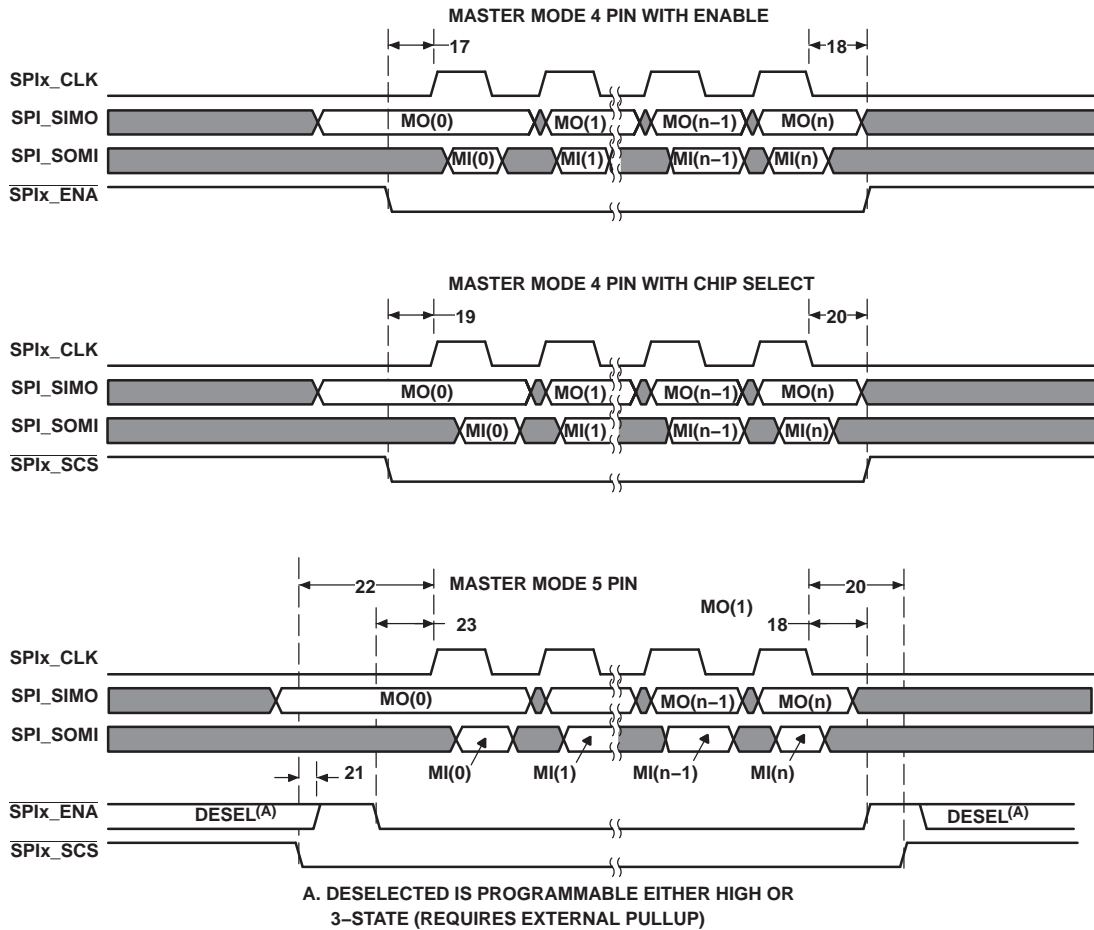 MASTER MODE 4 PIN WITH ENABLE
17
18
SPIx_CLK
SPI_SIMO
MO(0)
MO(1)
MO(n−1)
MO(n)
SPI_SOMI
MI(0)
MI(1)
MI(n−1)
MI(n)
SPIx_ENA
MASTER MODE 4 PIN WITH CHIP SELECT
19
20
SPIx_CLK
SPI_SIMO
MO(0)
MO(1)
MO(n−1)
MO(n)
SPI_SOMI
MI(0)
MI(1)
MI(n−1)
MI(n)
SPIx_SCS
22
MASTER MODE 5 PIN
20
MO(1)
23
18
SPIx_CLK
SPI_SIMO
MO(0)
MO(n−1)
MO(n)
SPI_SOMI
MI(0)
MI(1)
MI(n−1)
MI(n)
21
SPIx_ENA
DESEL(A)
DESEL(A)
SPIx_SCS
A. DESELECTED IS PROGRAMMABLE EITHER HIGH OR
3−STATE (REQUIRES EXTERNAL PULLUP)